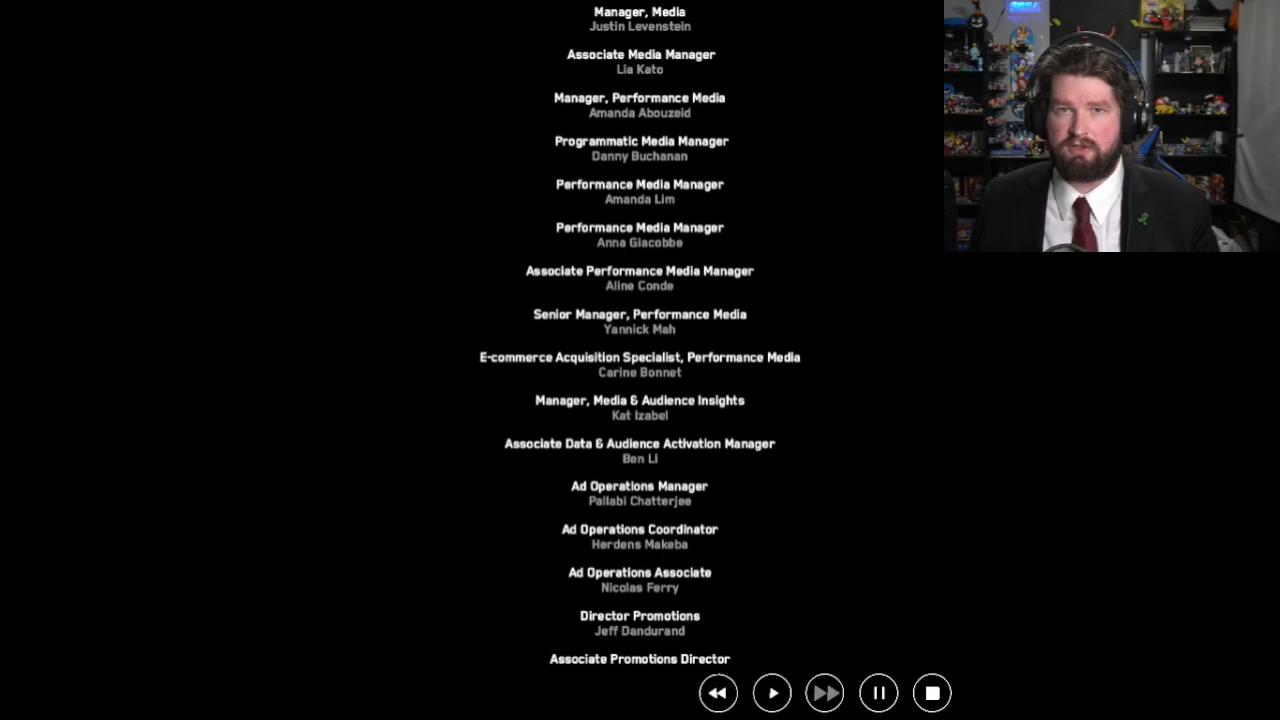 SEGA
Manager, Media
Justin Levenstein
Associate Media Manager
Lia Kato
Manager, Performance Media
Amanda Abouzeid
Programmatic Media Manager
Danny Buchanan
Performance Media Manager
Amanda Lim
Performance Media Manager
Anna Giacobbe
Associate Performance Media Manager
Aline Conde
Senior Manager, Performance Media
Yannick Mah
E-commerce Acquisition Specialist, Performance Media
Carine Bonnet
Manager, Media & Audience Insights
Kat Izabel
Associate Data & Audience Activation Manager
Ben Li
Ad Operations Manager
Pallabi Chatterjee
Ad Operations Coordinator
Herdens Makeba
Ad Operations Associate
Nicolas Ferry
Director Promotions
Jeff Dandurand
Associate Promotions Director